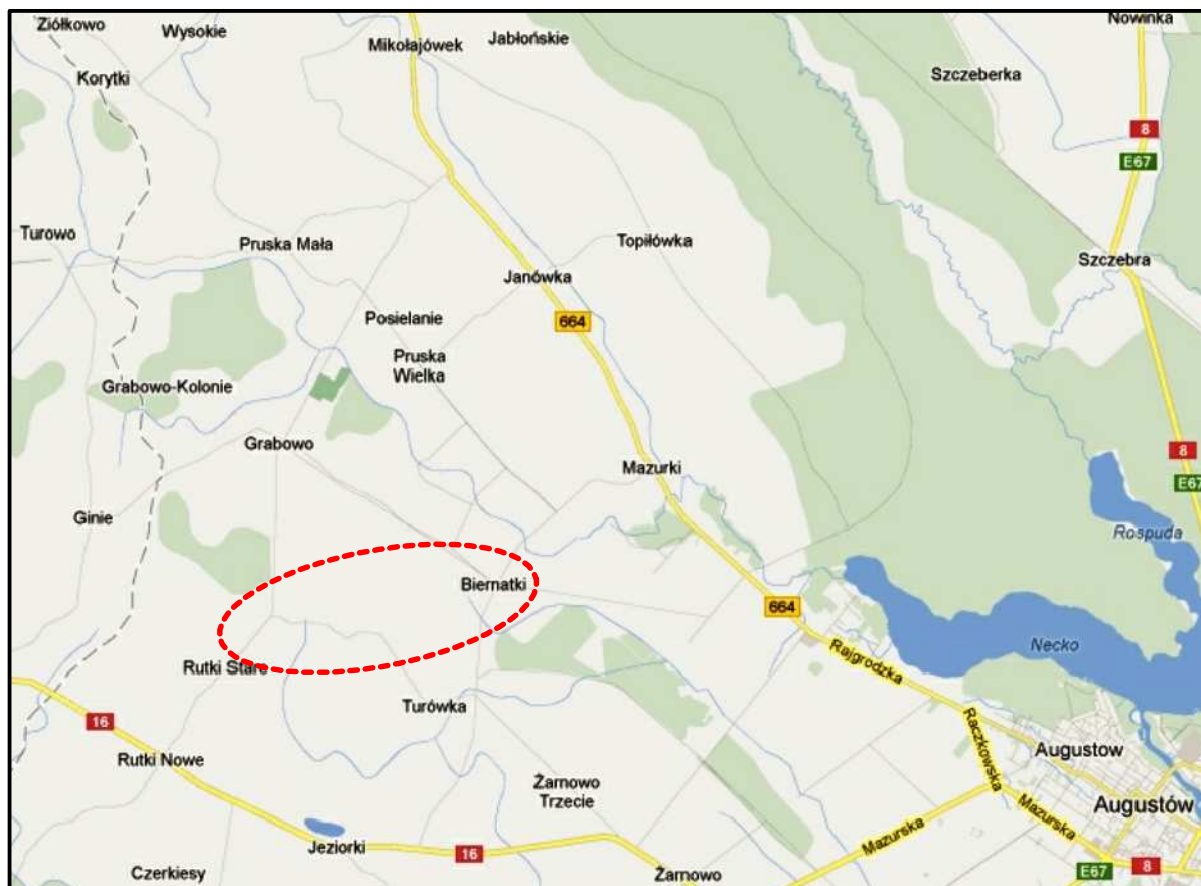 Ziółkowo
Wysokie
Mikołajówek
Jabłońskie
Nowinka
Korytki
Szczeberka
8
E67
Turowo
Pruska Mała
Topiłówka
Szczebra
Janówka
Posielanie
664
Pruska
Wielka
Grabowo-Kolonie
Grabowo
Mazurki
8
E67
Ginie
Rospuda
Biernatki
664
Necko
Rutki Stare
Rajgrodzka
Turówka
16
Raczkowska
Rutki Nowe
Augustow
Żarnowo
Trzecie
Augustów
Mazurska
Mazurska
Jeziorki
16
Czerkiesy
Żarnowo
E67
8